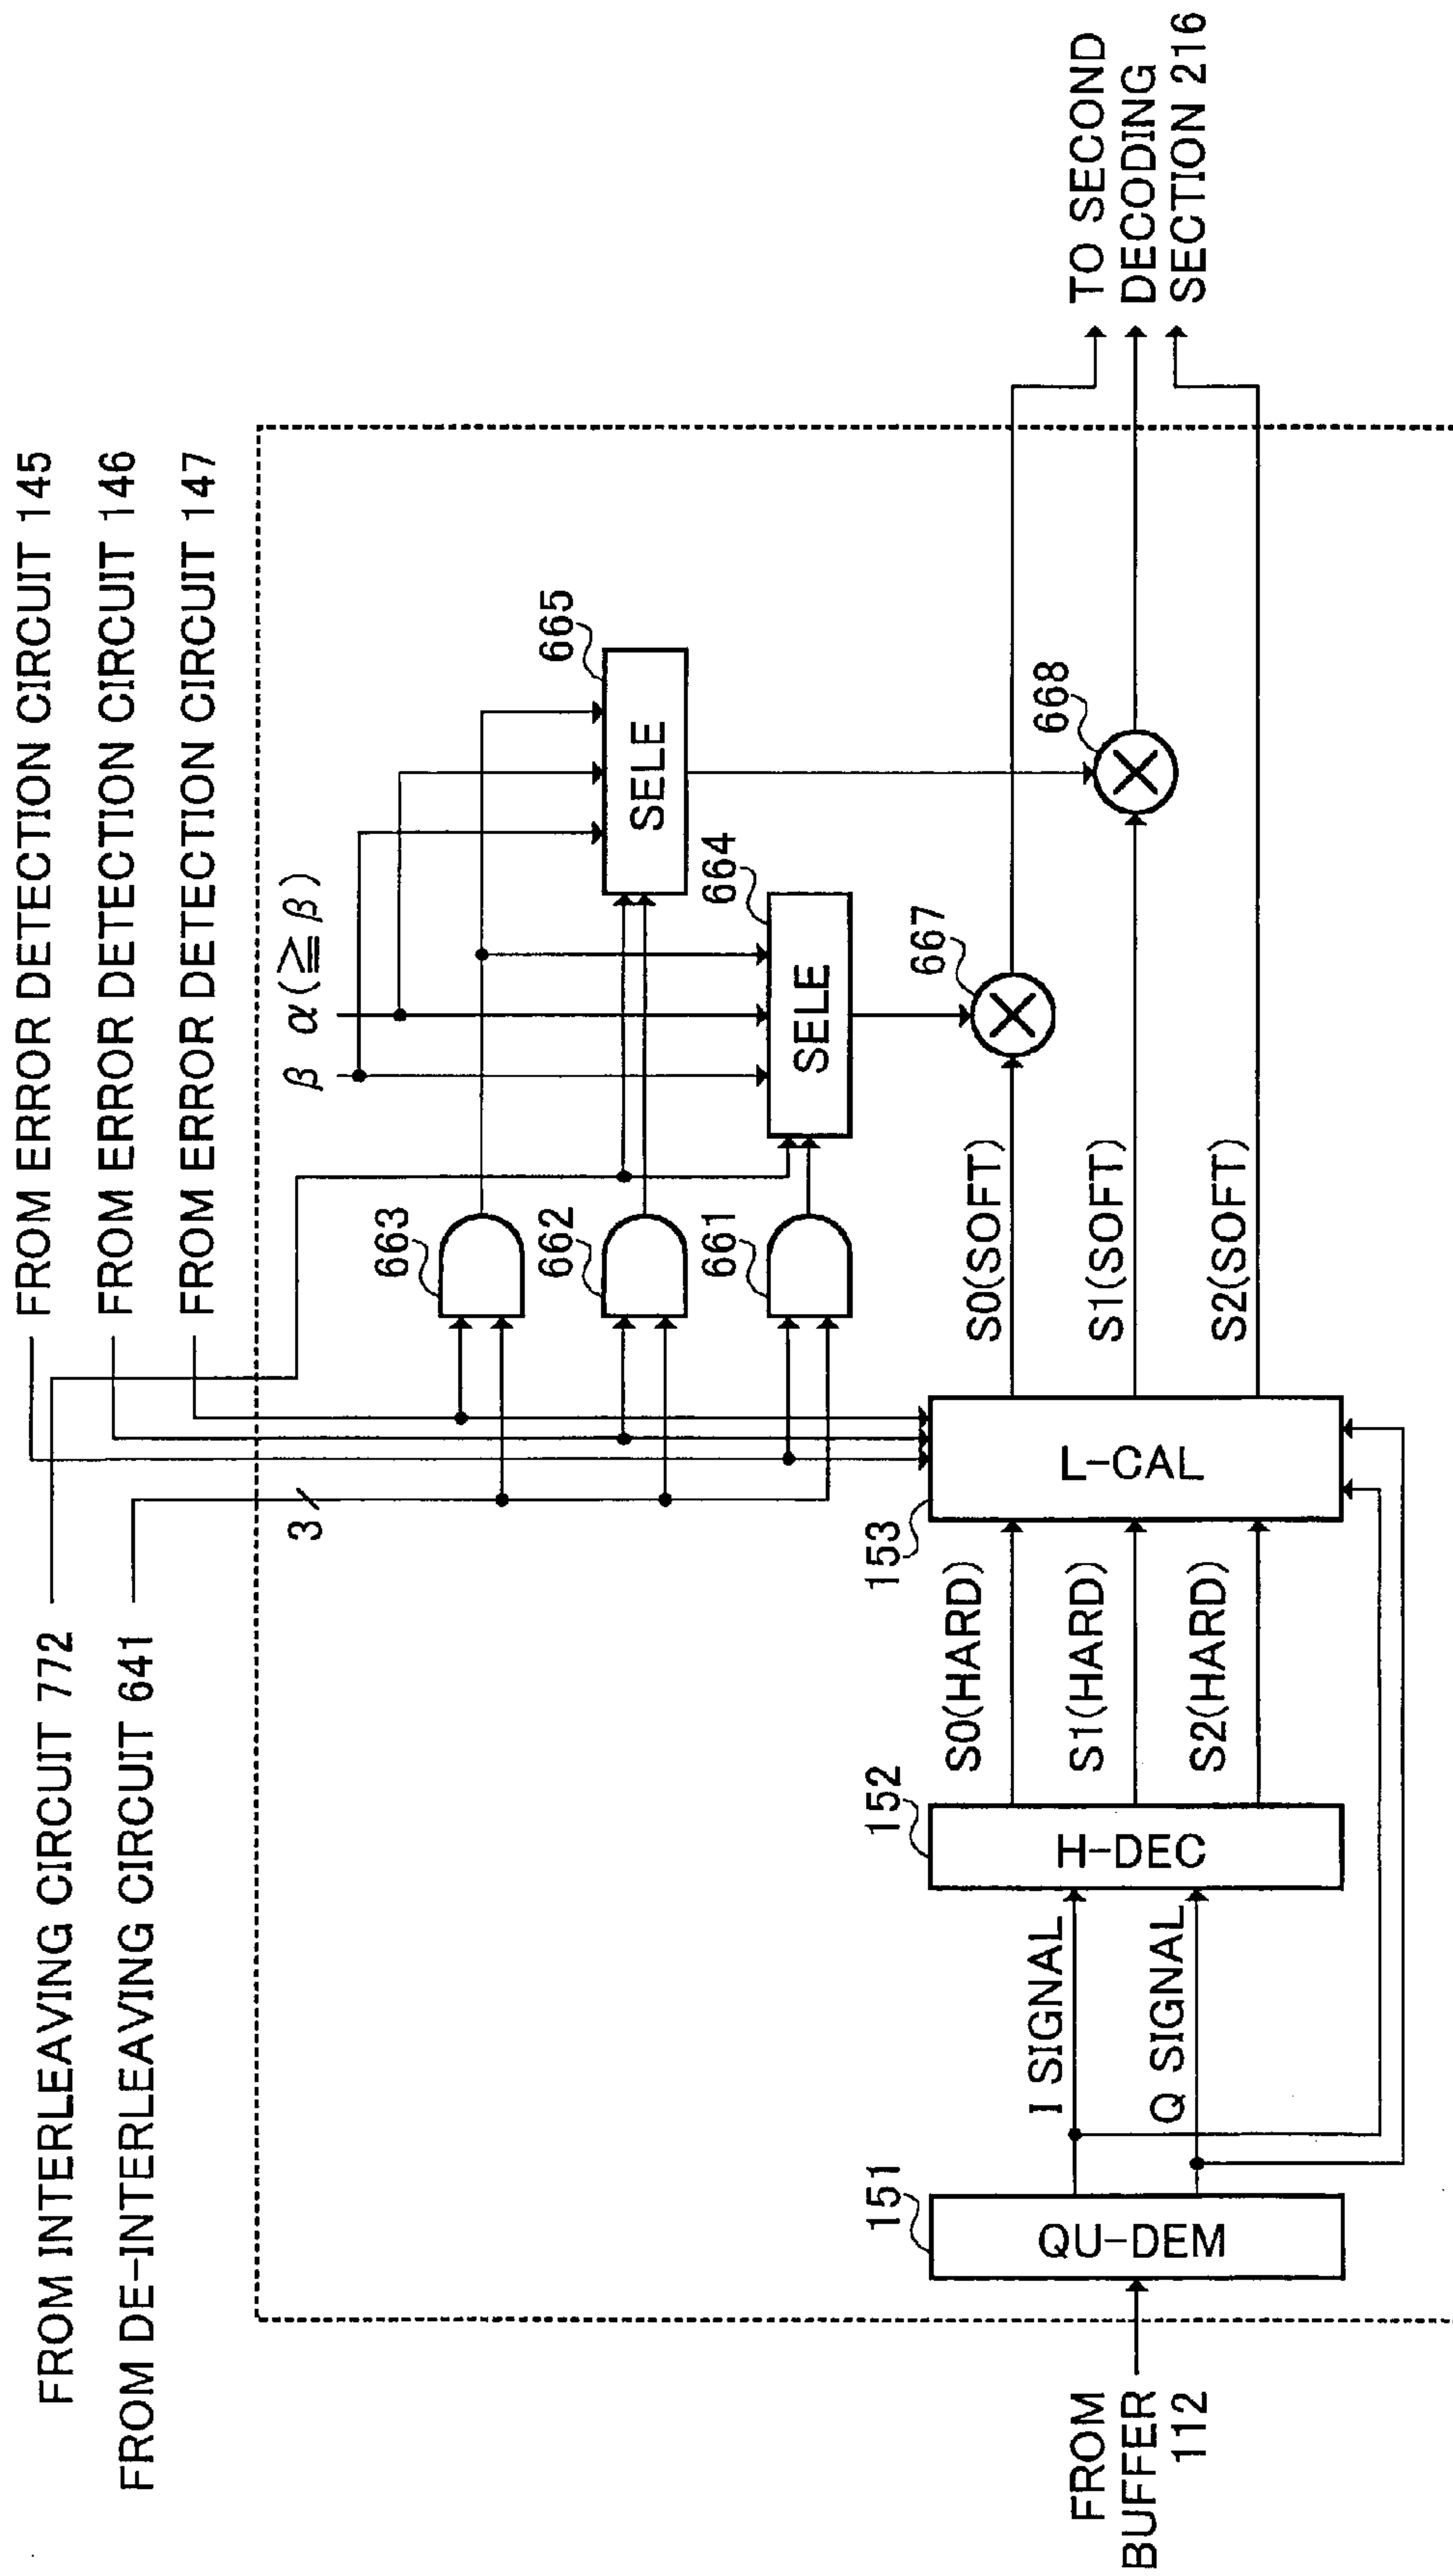 FROM INTERLEAVING CIRCUIT 772
FROM DE-INTERLEAVING CIRCUIT 641
FROM ERROR DETECTION CIRCUIT 145
FROM ERROR DETECTION CIRCUIT 146
FROM ERROR DETECTION CIRCUIT 147
3
β
α(≧β)
663
662
661
665
SELE
664
SELE
667
668
FROM
BUFFER
112
151
QU-DEM
I SIGNAL
Q SIGNAL
152
H-DEC
S0(HARD)
S1(HARD)
S2(HARD)
153
L-CAL
S0(SOFT)
S1(SOFT)
S2(SOFT)
TO SECOND
DECODING
SECTION 216